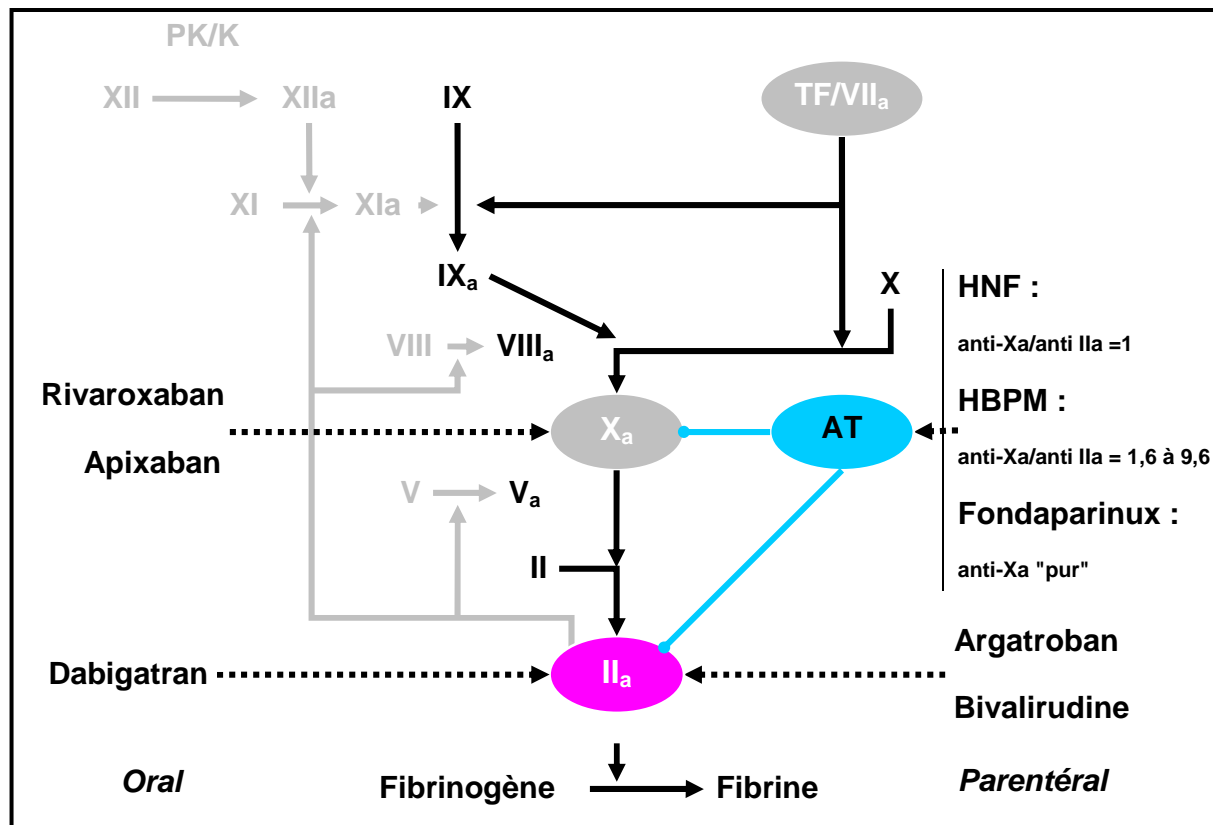 PK/K
XII XIIa IX TF/VIIa
XI XIa
IXa X HNF :
VIII VIIIa anti-Xa/anti IIa =1
Rivaroxaban HBPM :
Xa AT
Apixaban anti-Xa/anti IIa = 1,6 à 9,6
V Va Fondaparinux :
II anti-Xa "pur"
Argatroban
Dabigatran IIa
Bivalirudine
Oral Fibrinogène Fibrine Parentéral